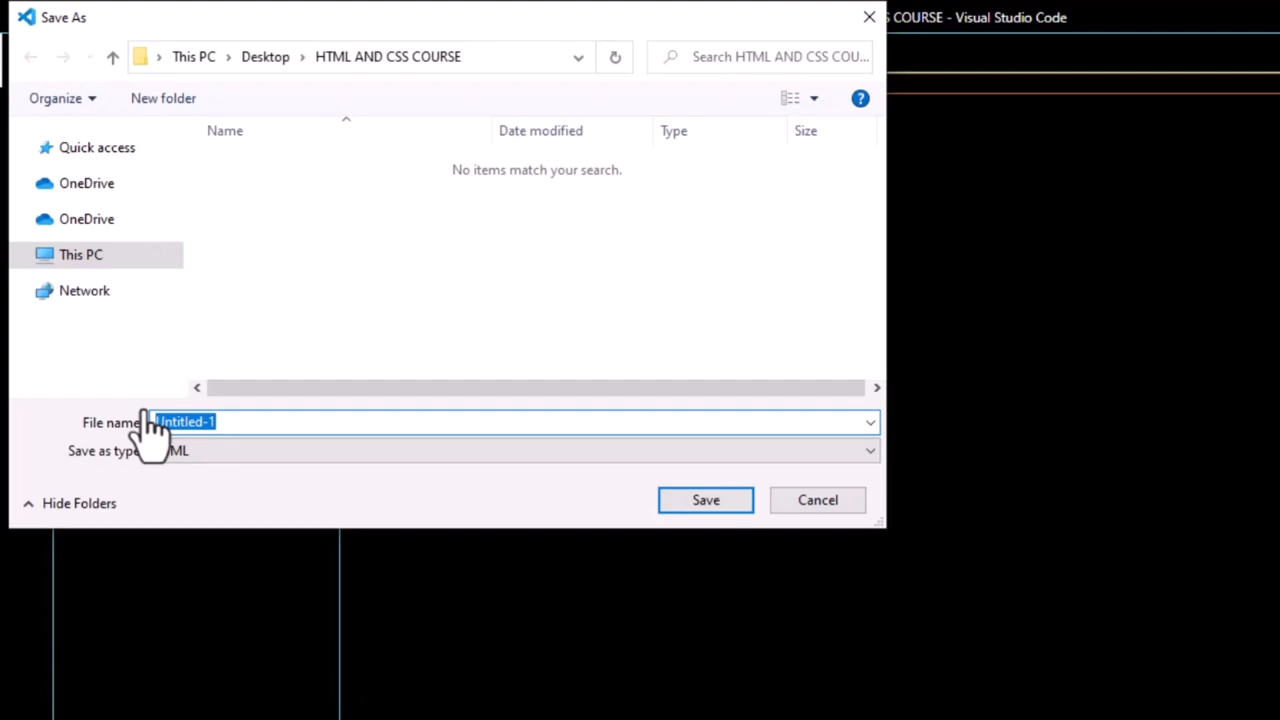 Save As
COURSE - Visual Studio Code
This PC > Desktop > HTML AND CSS COURSE
Search HTML AND CSS COU...
Organize New folder
Name Date modified Type Size
No items match your search.
Quick access
OneDrive
OneDrive
This PC
Network
File name
Untitled-1
Save as type
Hide Folders
Save Cancel